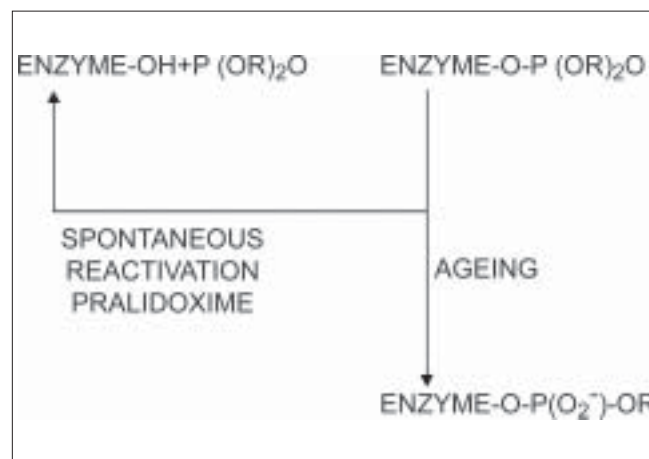 ENZYME-OH+P (OR)₂O
ENZYME-O-P (OR)₂O
SPONTANEOUS
REACTIVATION
PRALIDOXIME
AGEING
ENZYME-O-P(O₂⁻)-OR